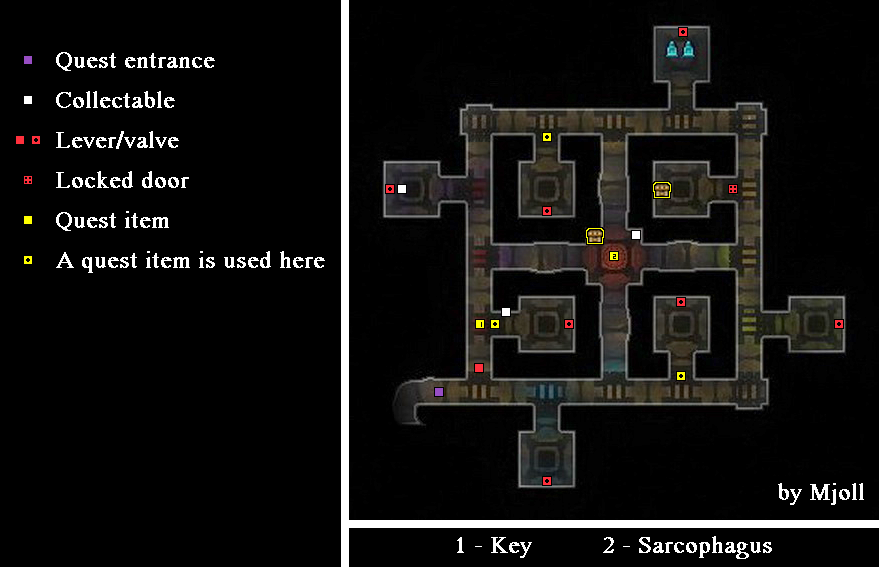 Quest entrance
Collectable
Lever/valve
Locked door
Quest item
A quest item is used here
2
1
by Mjoll
1 - Key
2 - Sarcophagus